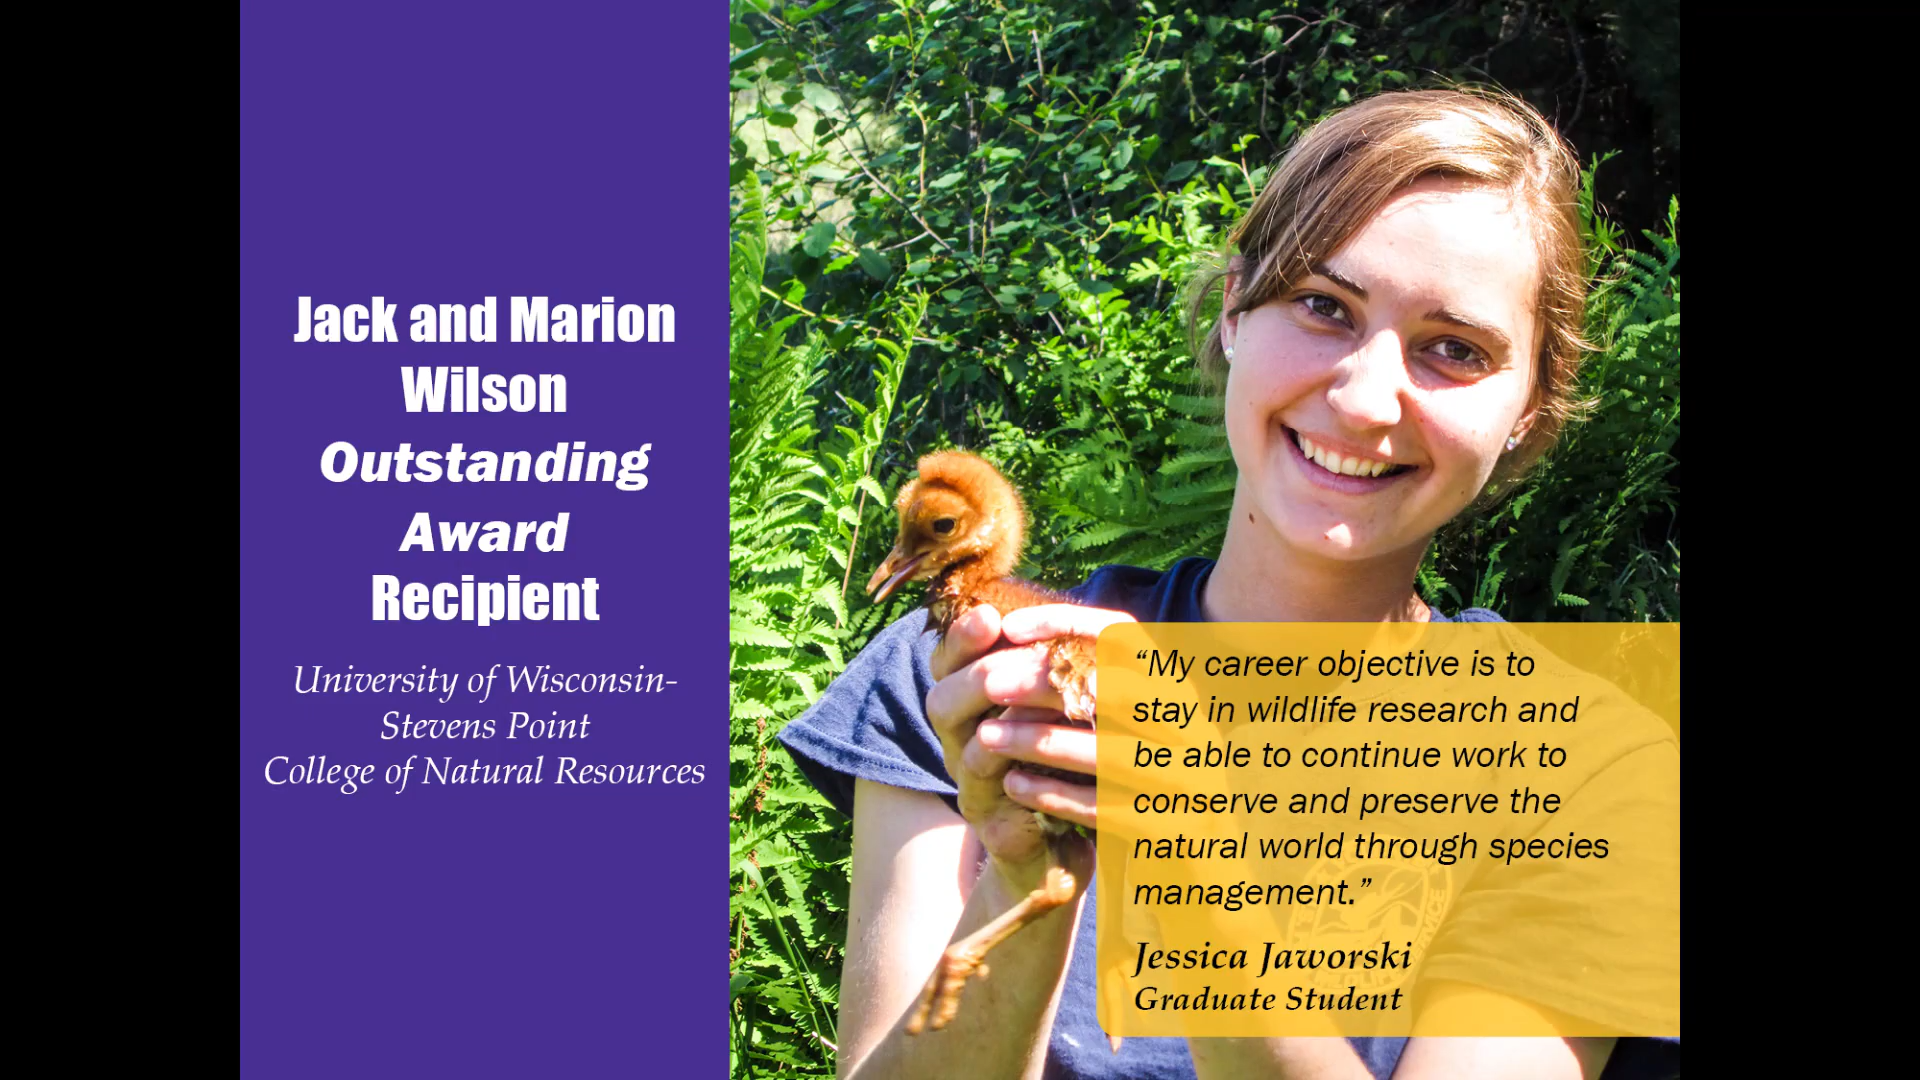 Jack and Marion
Wilson
Outstanding
Award
Recipient
University of Wisconsin-
Stevens Point
College of Natural Resources
“My career objective is to
stay in wildlife research and
be able to continue work to
conserve and preserve the
natural world through species
management.”
Jessica Jaworski
Graduate Student